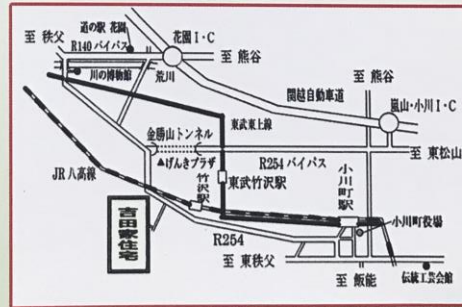 至 秩父
道の駅 花園
R140 バイパス
川の博物館
荒川
花園 I・C
至 熊谷
関越自動車道
至 熊谷
嵐山・小川 I・C
東武東上線
金勝山トンネル
▲げんきプラザ
R254 バイパス
至 東松山
JR八高線
竹沢駅
東武竹沢駅
小川町駅
小川町役場
吉田家住宅
R254
至 東秩父
至 飯能
伝統工芸会館